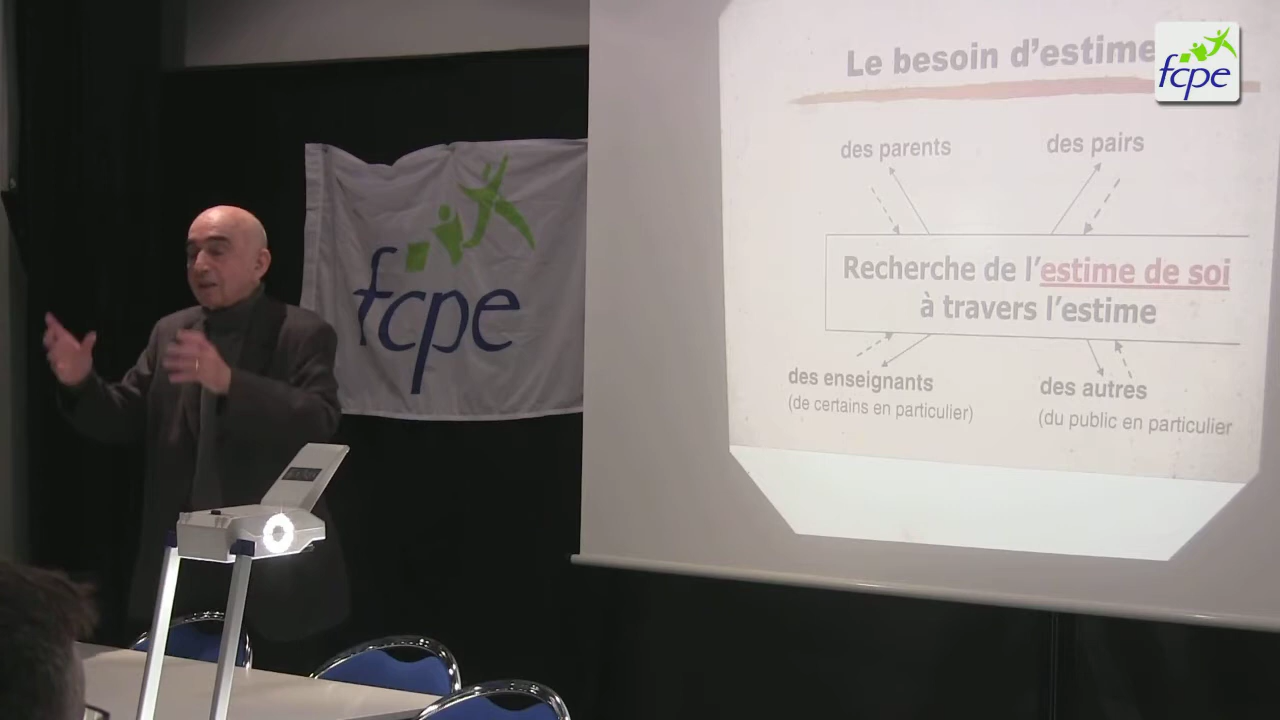 Le besoin d'estime
fcpe
des parents
des pairs
fcpe
Recherche de l'estime de soi
à travers l'estime
des enseignants
(de certains en particulier)
des autres
(du public en particulier